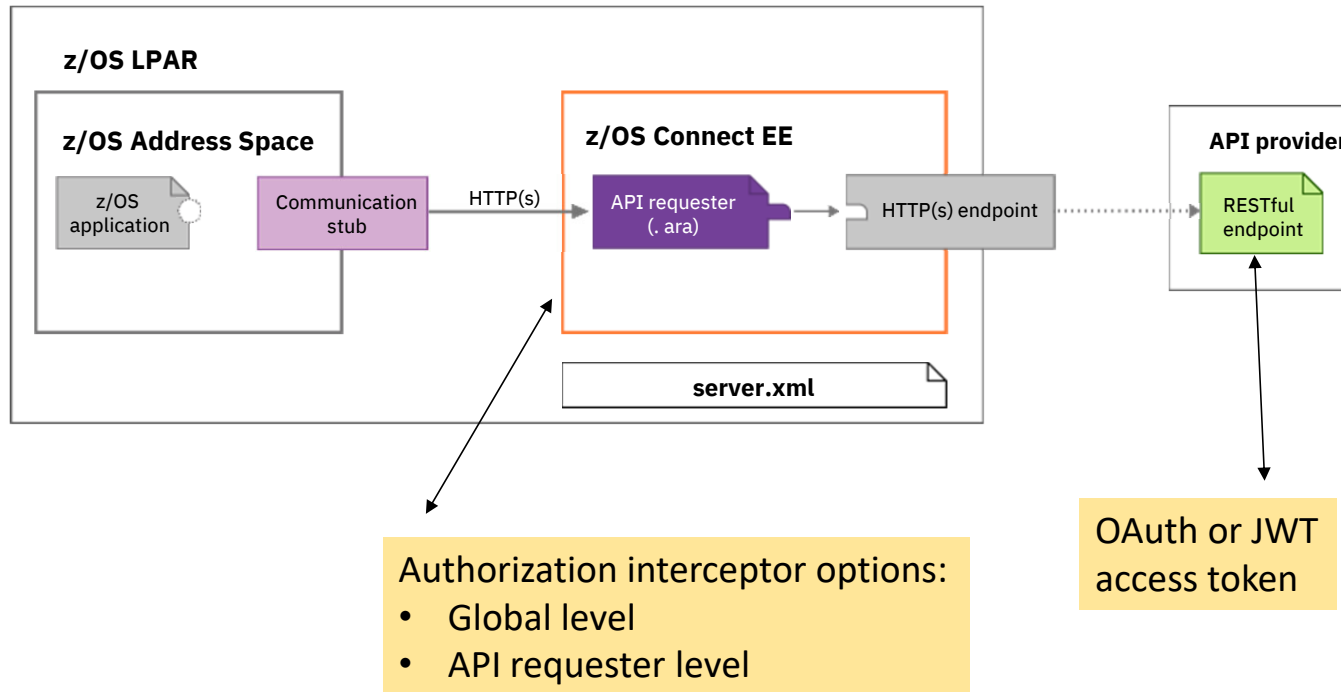 z/OS LPAR
z/OS Address Space
z/OS
application
Communication
stub
HTTP(s)
z/OS Connect EE
API requester
(. ara)
HTTP(s) endpoint
server.xml
API provider
RESTful
endpoint
Authorization interceptor options:
• Global level
• API requester level
OAuth or JWT
access token